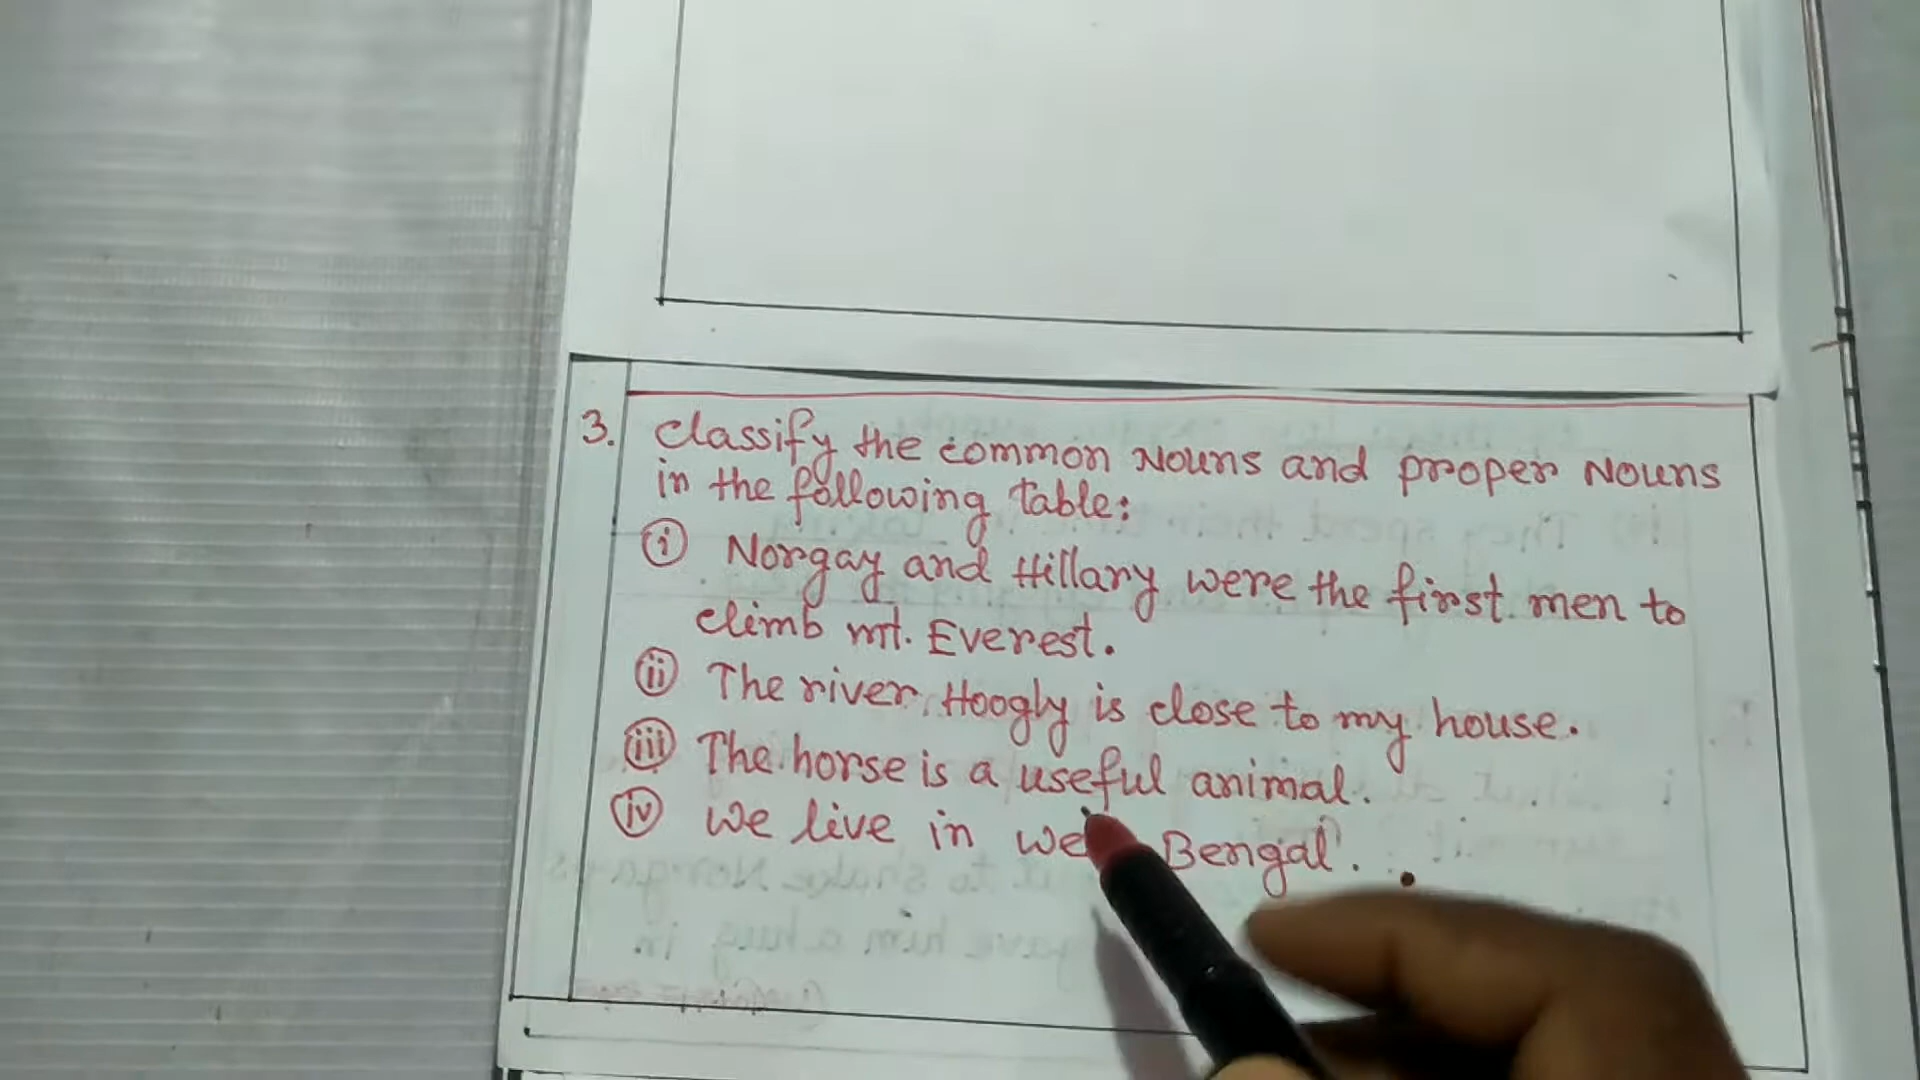 3. Classify the common Nouns and proper Nouns
in the following table:
(i) Norgay and Hillary were the first men to
climb mt. Everest.
(ii) The river Hoogly is close to my house.
(iii) The horse is a useful animal.
(iv) We live in We Bengal.